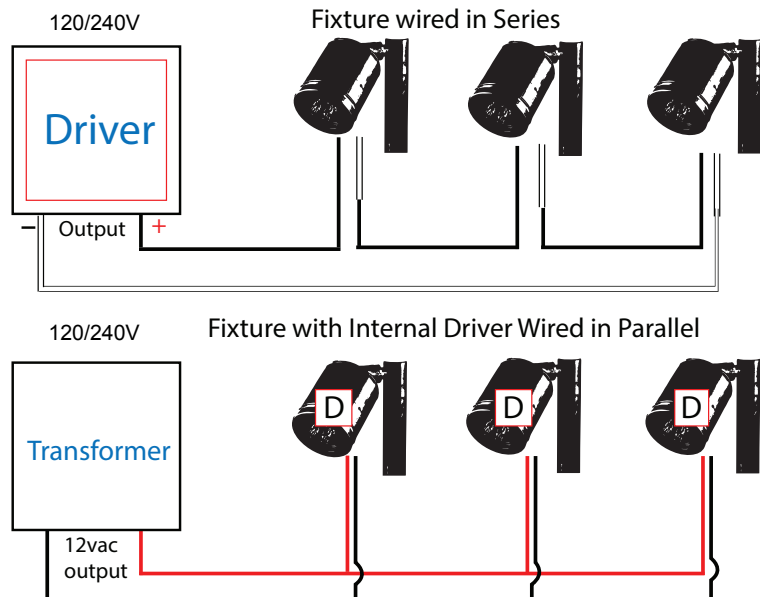 120/240V
Fixture wired in Series
Driver
– Output +
120/240V
Fixture with Internal Driver Wired in Parallel
D D D
Transformer
12vac
output